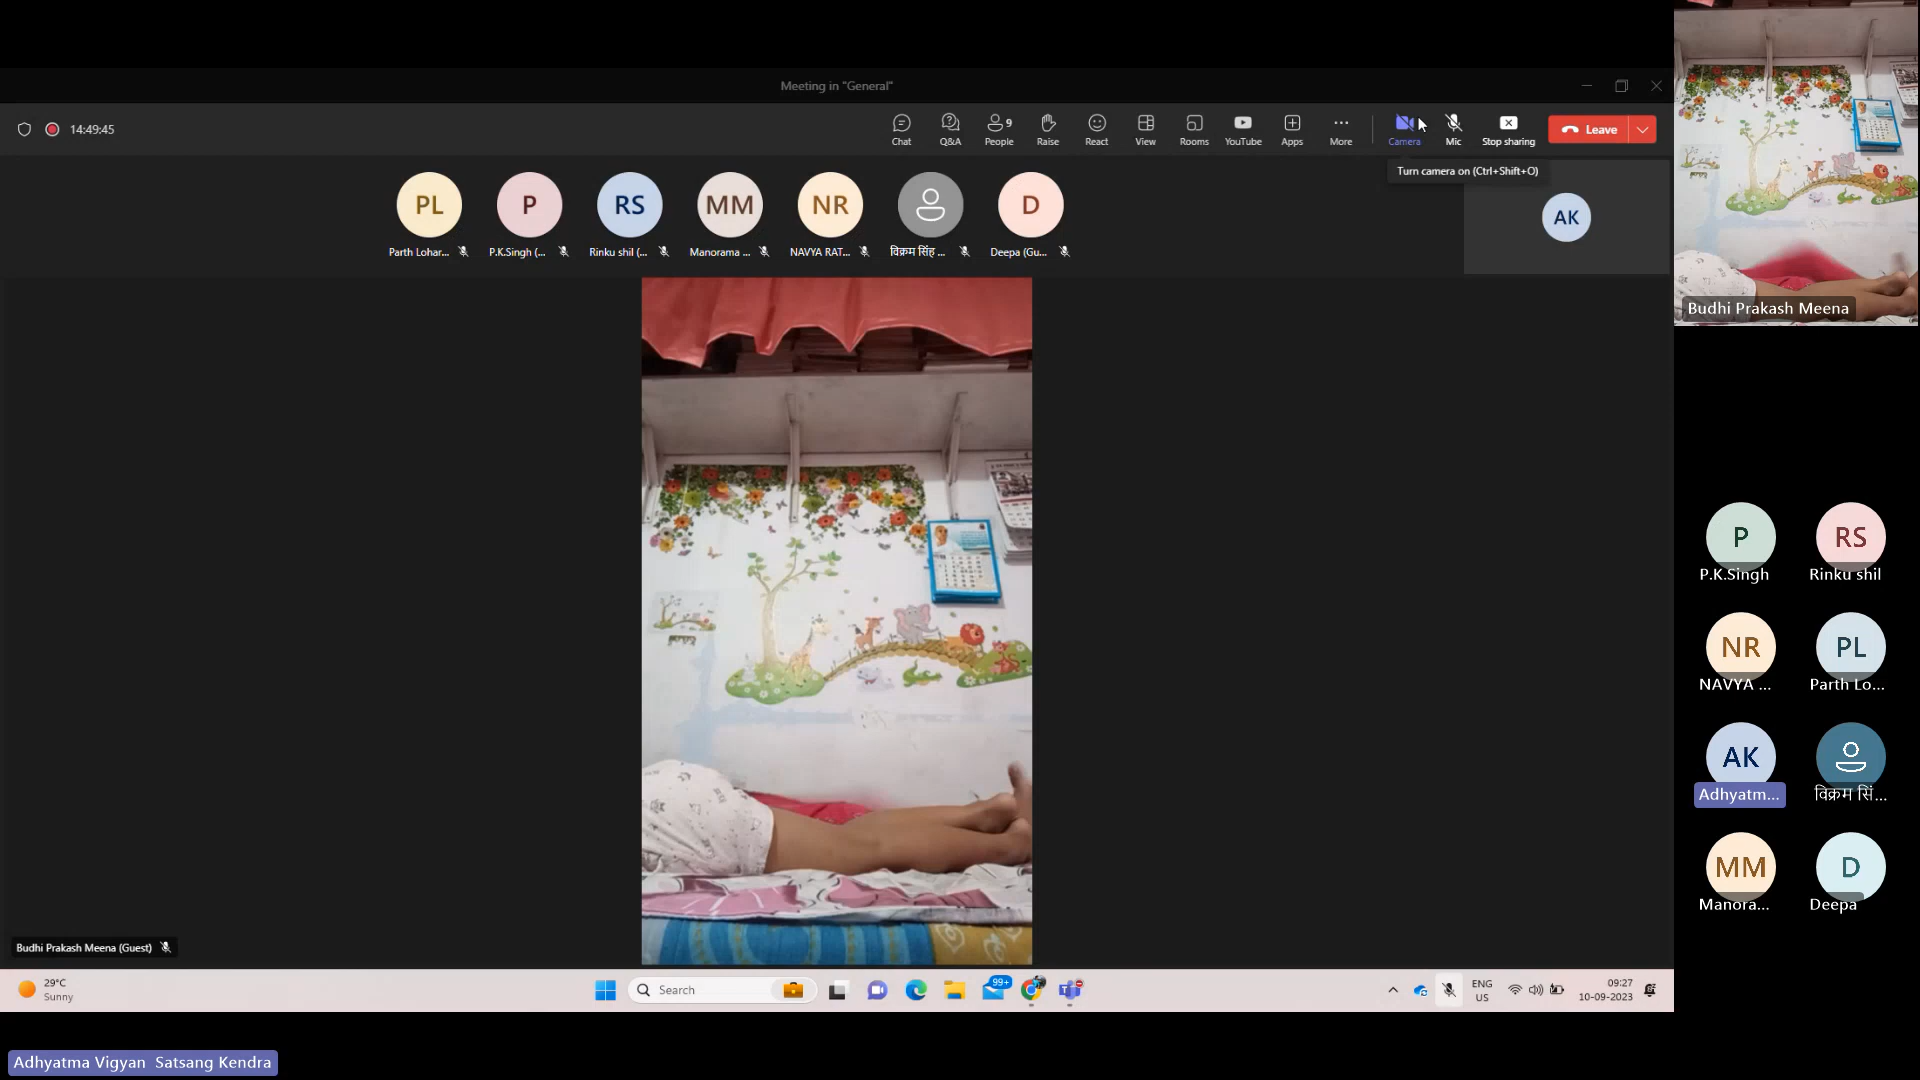 Meeting in "General"
14:49:45
Chat
Q&A
9
People
Raise
React
View
Rooms
YouTube
Apps
More
Camera
Mic
Stop sharing
Leave
Turn camera on (Ctrl+Shift+O)
PL
P
RS
MM
NR
D
AK
Parth Lohar...
P.K.Singh (...
Rinku shil (...
Manorama ...
NAVYA RAT...
विक्रम सिंह ...
Deepa (Gu...
Budhi Prakash Meena
P
RS
P.K.Singh
Rinku shil
NR
PL
NAVYA ...
Parth Lo...
AK
Adhyatm...
विक्रम सिं...
MM
D
Manora...
Deepa
Budhi Prakash Meena (Guest)
29°C
Sunny
Search
99+
ENG
US
09:27
10-09-2023
Adhyatma Vigyan Satsang Kendra